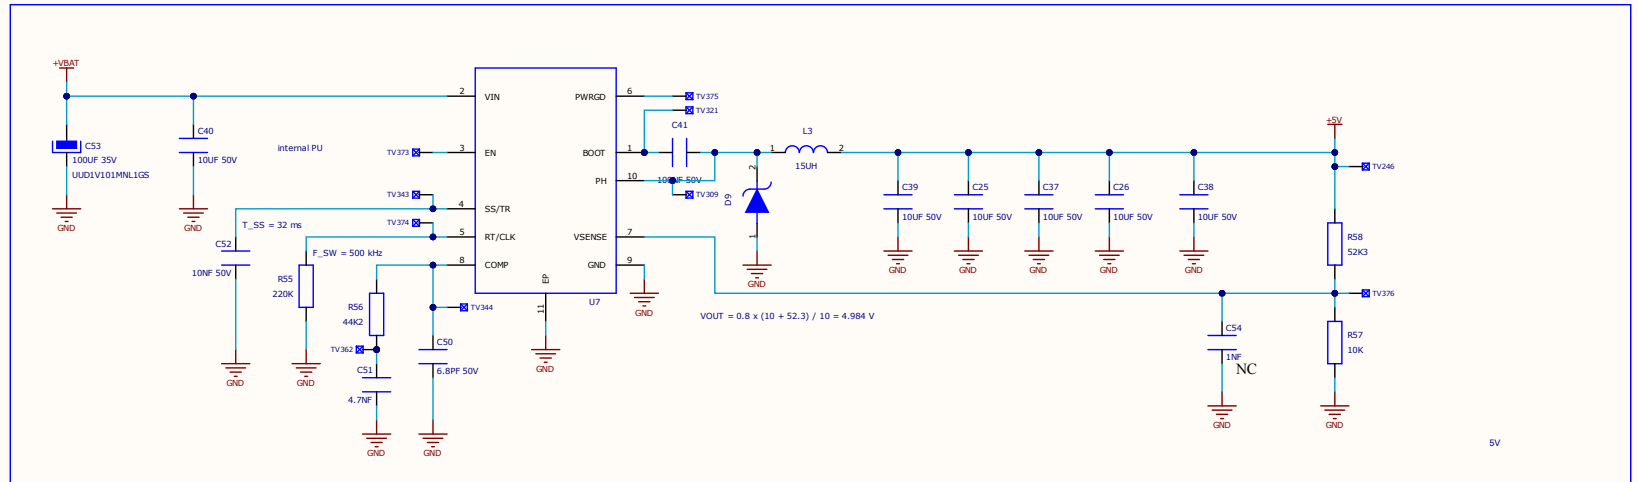 +VBAT
C53
100UF 35V
UUD1V101MNL1GS
GND
C40
10UF 50V
GND
internal PU
TV373
TV343
TV374
T_SS = 32 ms
C52
10NF 50V
GND
F_SW = 500 kHz
R55
220K
GND
R56
44K2
TV362
C51
4.7NF
GND
TV344
C50
6.8PF 50V
GND
2
VIN
3
EN
4
SS/TR
5
RT/CLK
8
COMP
PWRGD
6
BOOT
1
PH
10
VSENSE
7
GND
9
EP
11
U7
GND
GND
TV375
TV321
C41
100NF 50V
TV309
D9
2
1
GND
L3
1
2
15UH
C39
10UF 50V
GND
C25
10UF 50V
GND
C37
10UF 50V
GND
C26
10UF 50V
GND
C38
10UF 50V
GND
+5V
TV246
R58
52K3
TV376
VOUT = 0.8 x (10 + 52.3) / 10 = 4.984 V
C54
1NF
NC
GND
R57
10K
GND
5V